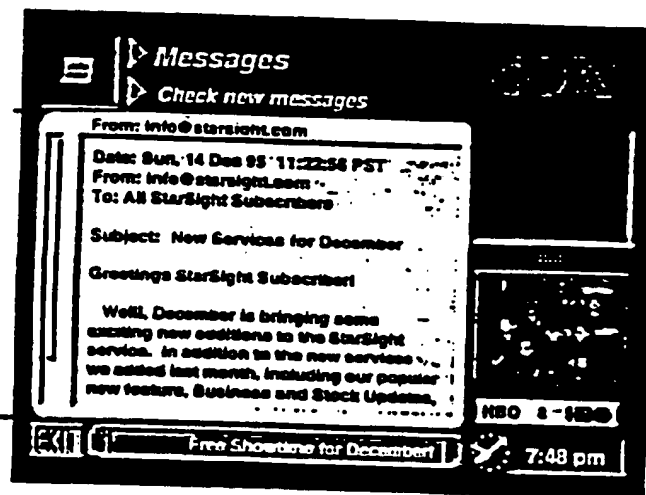 Messages
Check new messages
From: info@starsight.com
Date: Sun, 14 Dec 95 11:22:56 PST
From: info@starsight.com
To: All StarSight Subscribers
Subject: New Services for December
Greetings StarSight Subscriber!
Well, December is bringing some
exciting new additions to the StarSight
service. In addition to the new services
we added last month, including our popular
new feature, Business and Stock Updates,
HBO 8
EXIT
Free Showtime for December!
7:48 pm